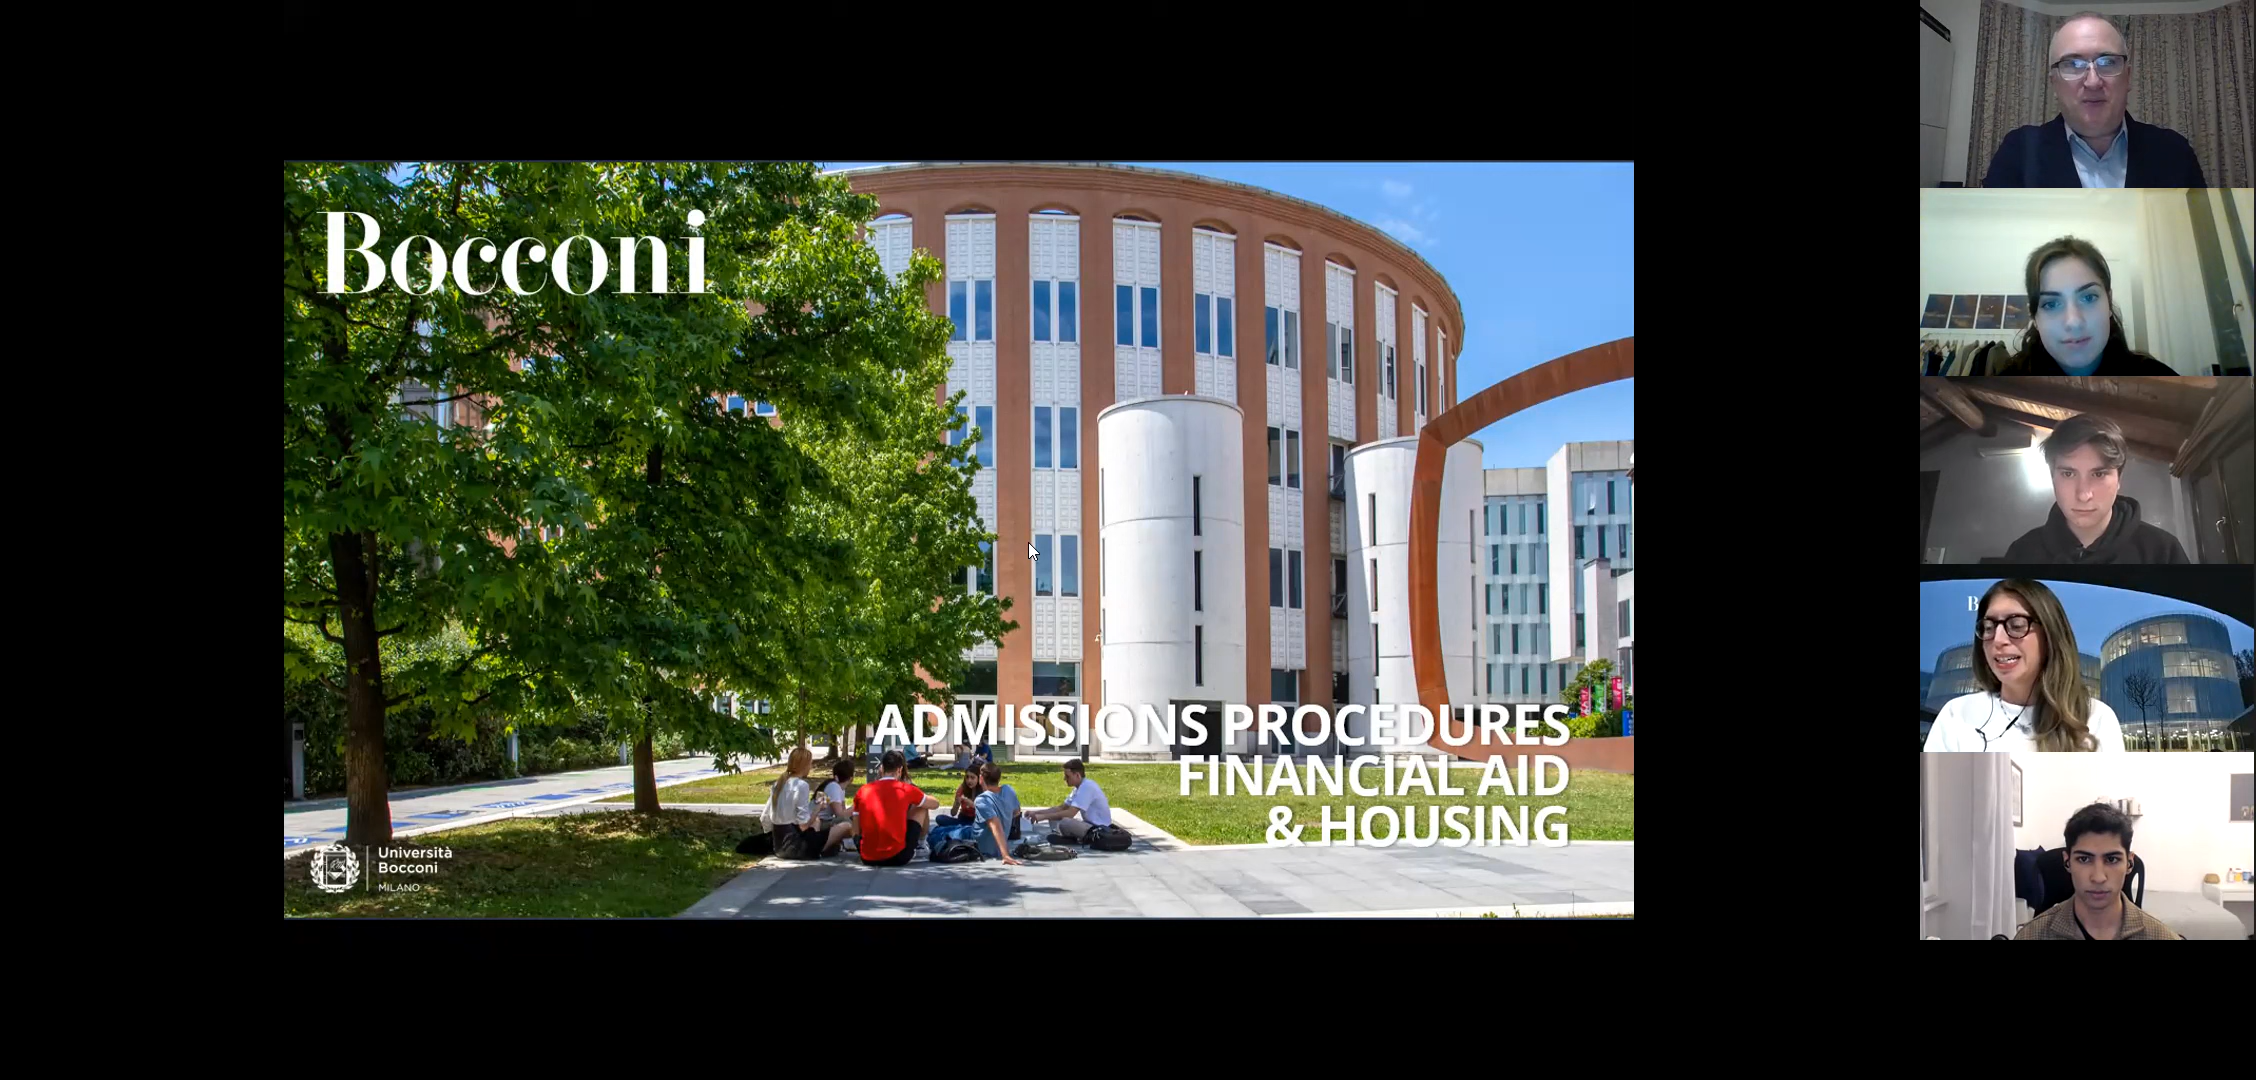 Bocconi
ADMISSIONS PROCEDURES
FINANCIAL AID
& HOUSING
Università
Bocconi
MILANO
B